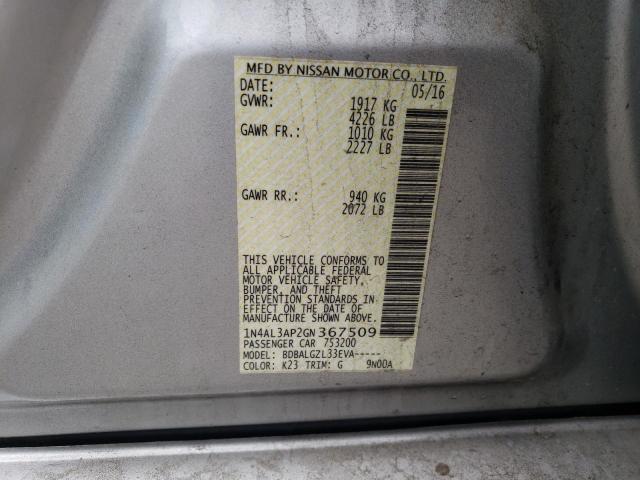 MFD BY NISSAN MOTOR CO., LTD.
DATE: 05/16
GVWR: 1917 KG
4226 LB
GAWR FR.: 1010 KG
2227 LB
GAWR RR.: 940 KG
2072 LB
THIS VEHICLE CONFORMS TO
ALL APPLICABLE FEDERAL
MOTOR VEHICLE SAFETY,
BUMPER, AND THEFT
PREVENTION STANDARDS IN
EFFECT ON THE DATE OF
MANUFACTURE SHOWN ABOVE.
1N4AL3AP2GN367509
PASSENGER CAR 753200
MODEL: BDBALGZL33EVA-----
COLOR: K23 TRIM: G 9N00A